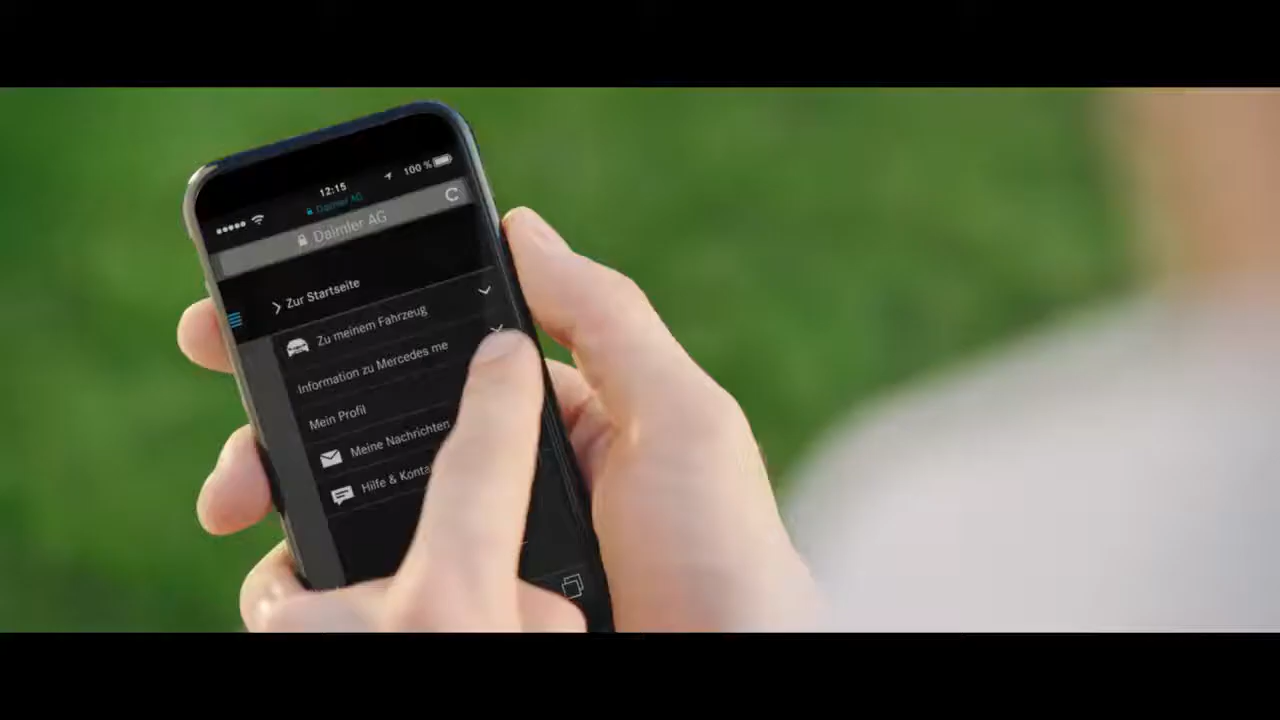 12:15
100 %
Daimler AG
Daimler AG
Zur Startseite
Zu meinem Fahrzeug
Information zu Mercedes me
Mein Profil
Meine Nachrichten
Hilfe &